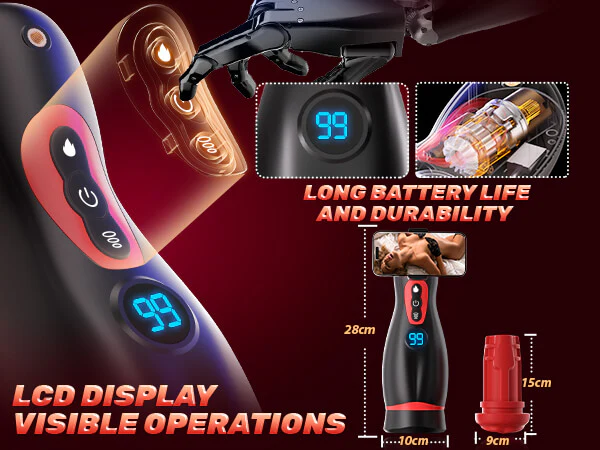 99
LONG BATTERY LIFE
AND DURABILITY
99
28cm
99
15cm
10cm
9cm
LCD DISPLAY
VISIBLE OPERATIONS